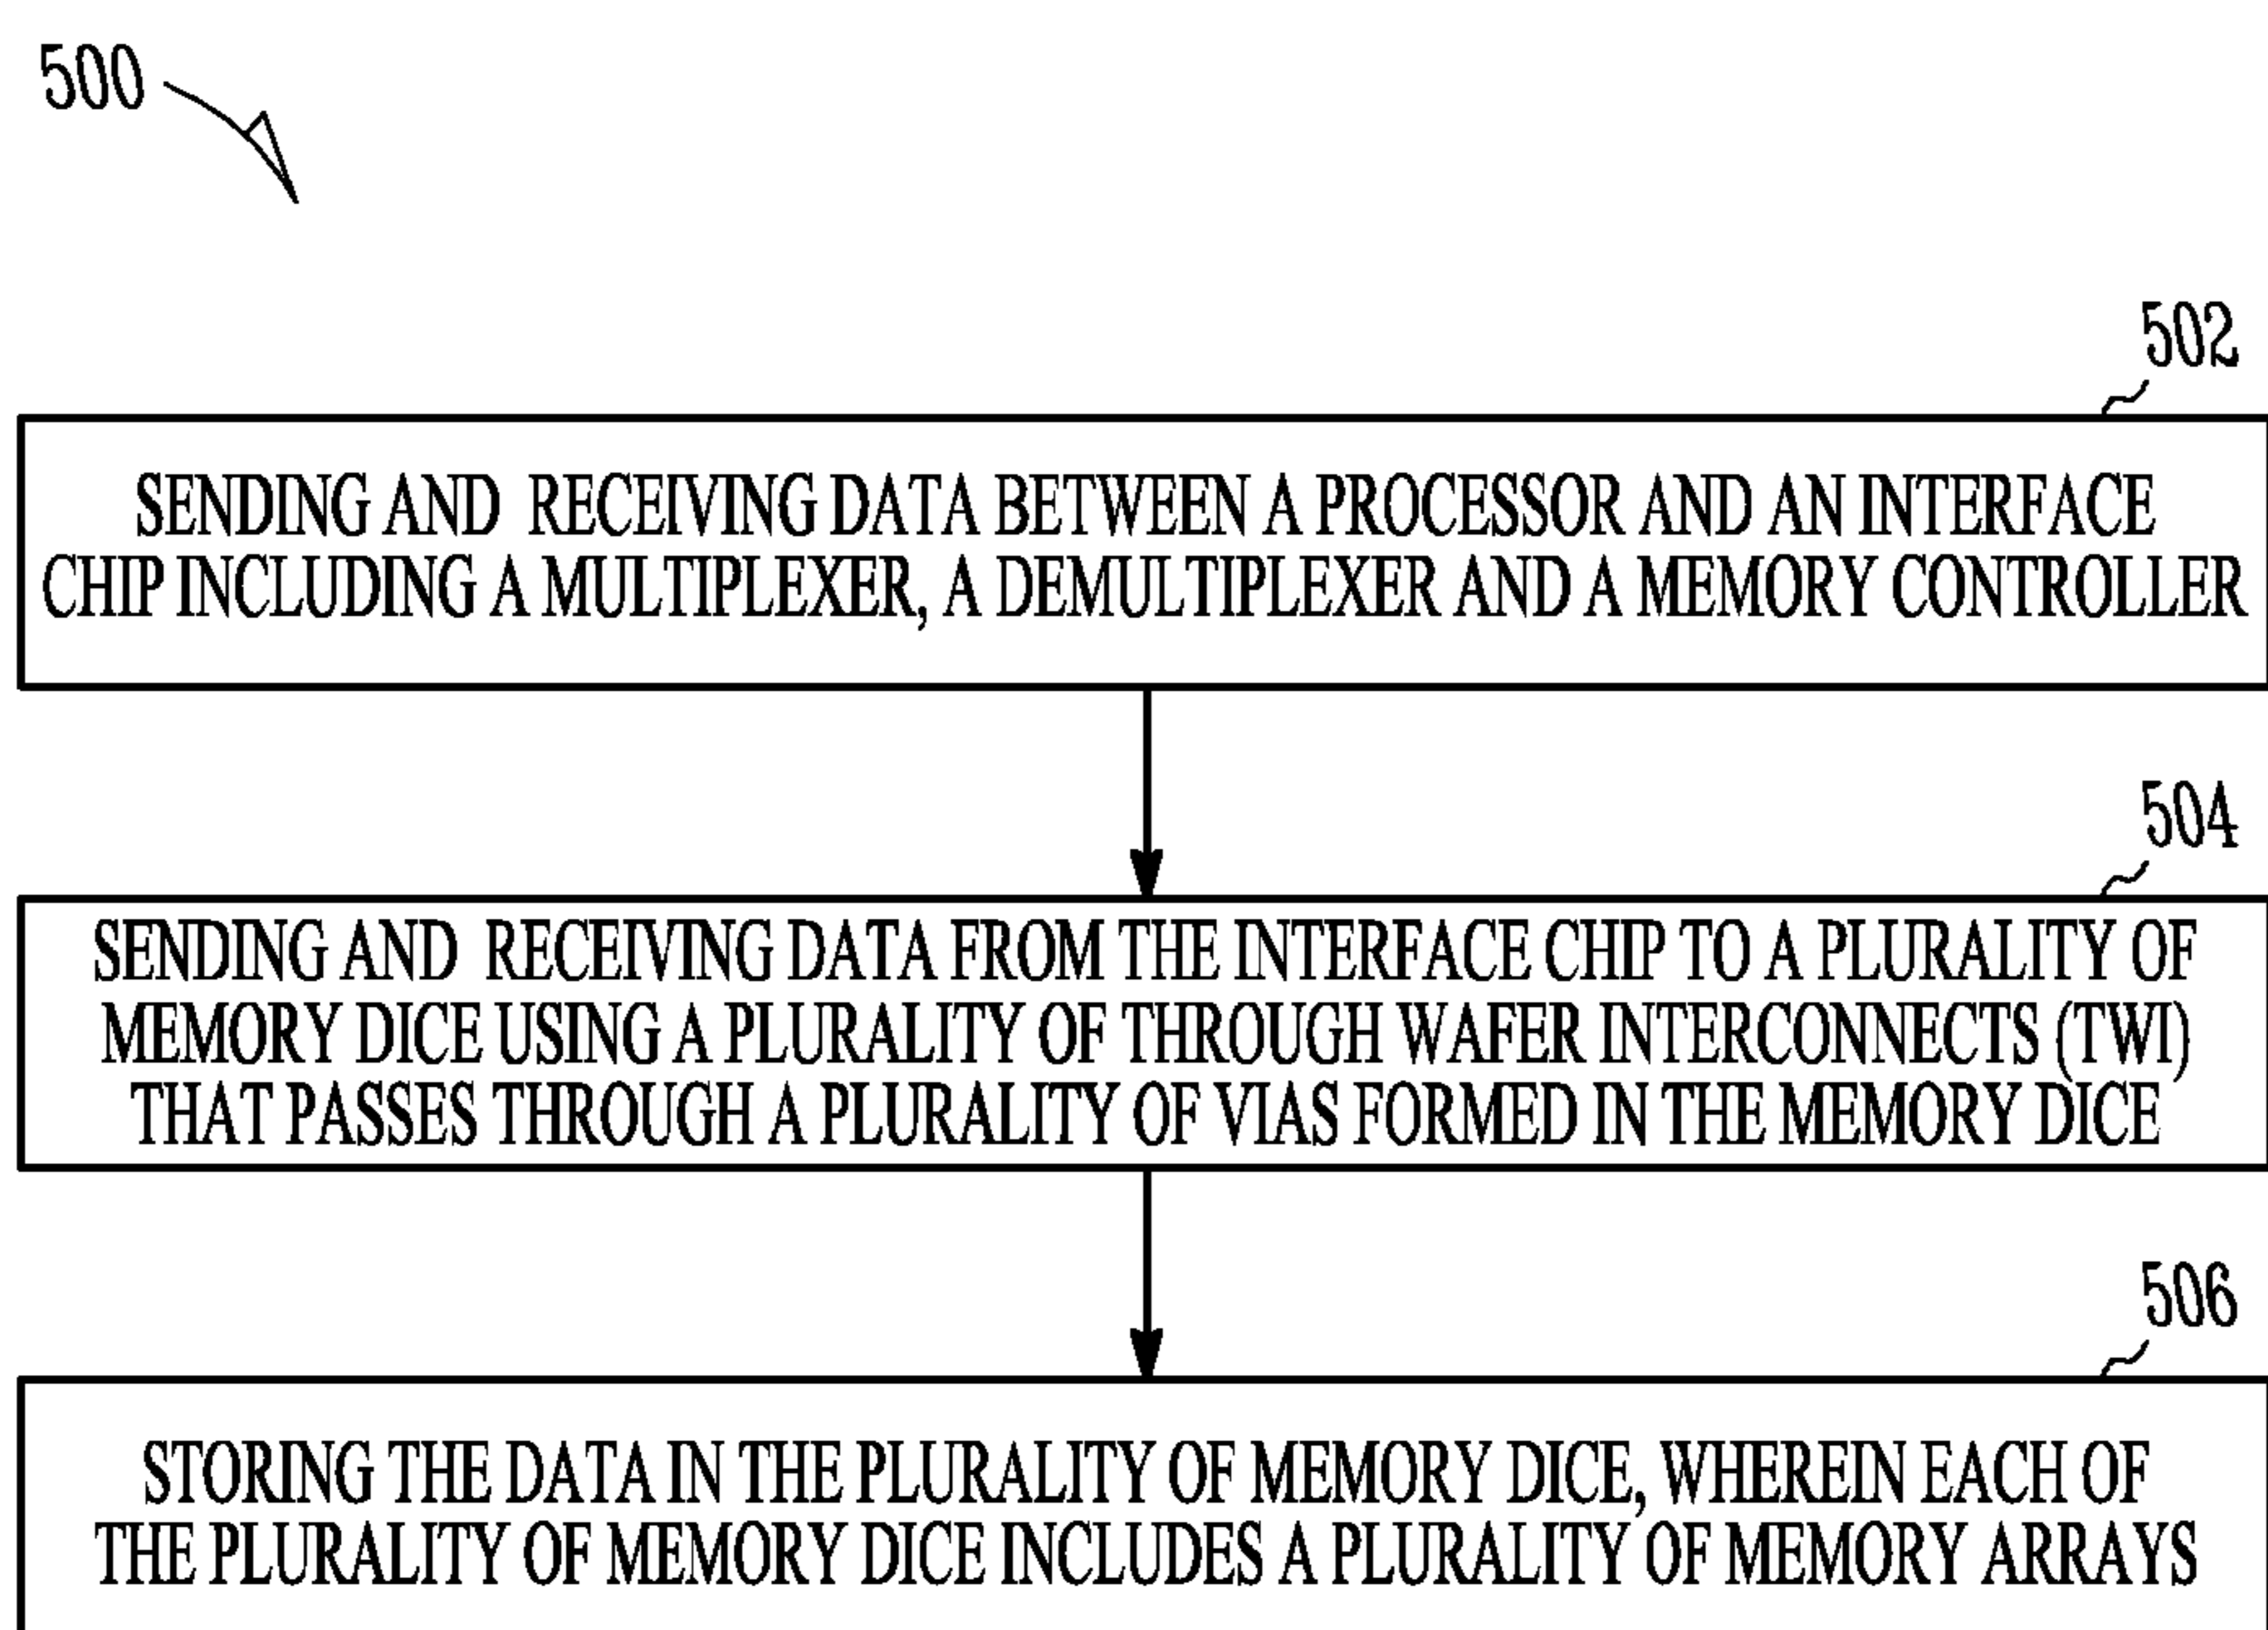 500
502
SENDING AND RECEIVING DATA BETWEEN A PROCESSOR AND AN INTERFACE
CHIP INCLUDING A MULTIPLEXER, A DEMULTIPLEXER AND A MEMORY CONTROLLER
504
SENDING AND RECEIVING DATA FROM THE INTERFACE CHIP TO A PLURALITY OF
MEMORY DICE USING A PLURALITY OF THROUGH WAFER INTERCONNECTS (TWI)
THAT PASSES THROUGH A PLURALITY OF VIAS FORMED IN THE MEMORY DICE
506
STORING THE DATA IN THE PLURALITY OF MEMORY DICE, WHEREIN EACH OF
THE PLURALITY OF MEMORY DICE INCLUDES A PLURALITY OF MEMORY ARRAYS